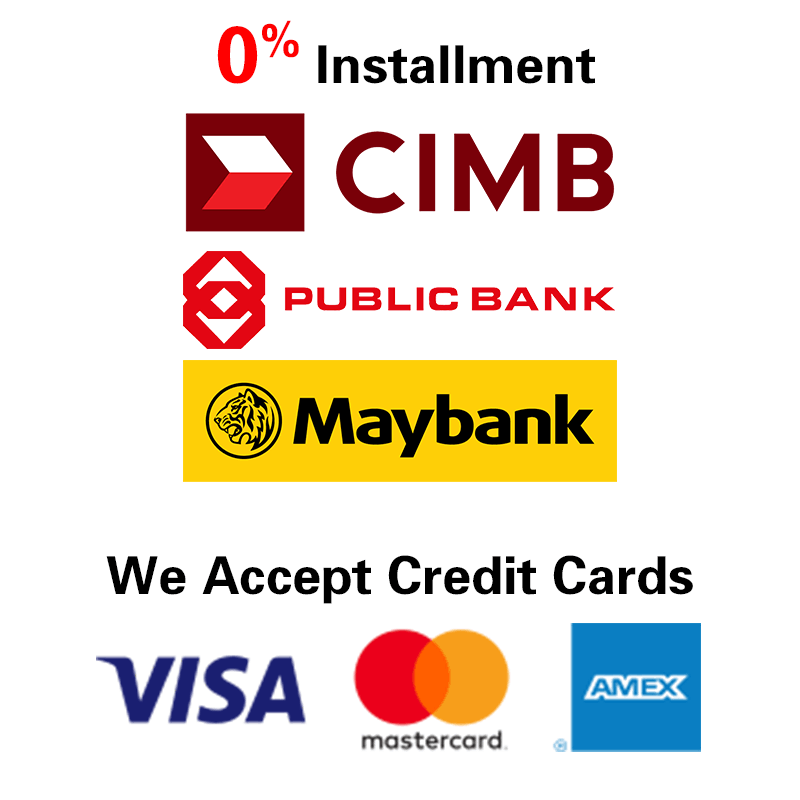 0% Installment
CIMB
PUBLIC BANK
Maybank
We Accept Credit Cards
VISA
mastercard.
AMEX
®